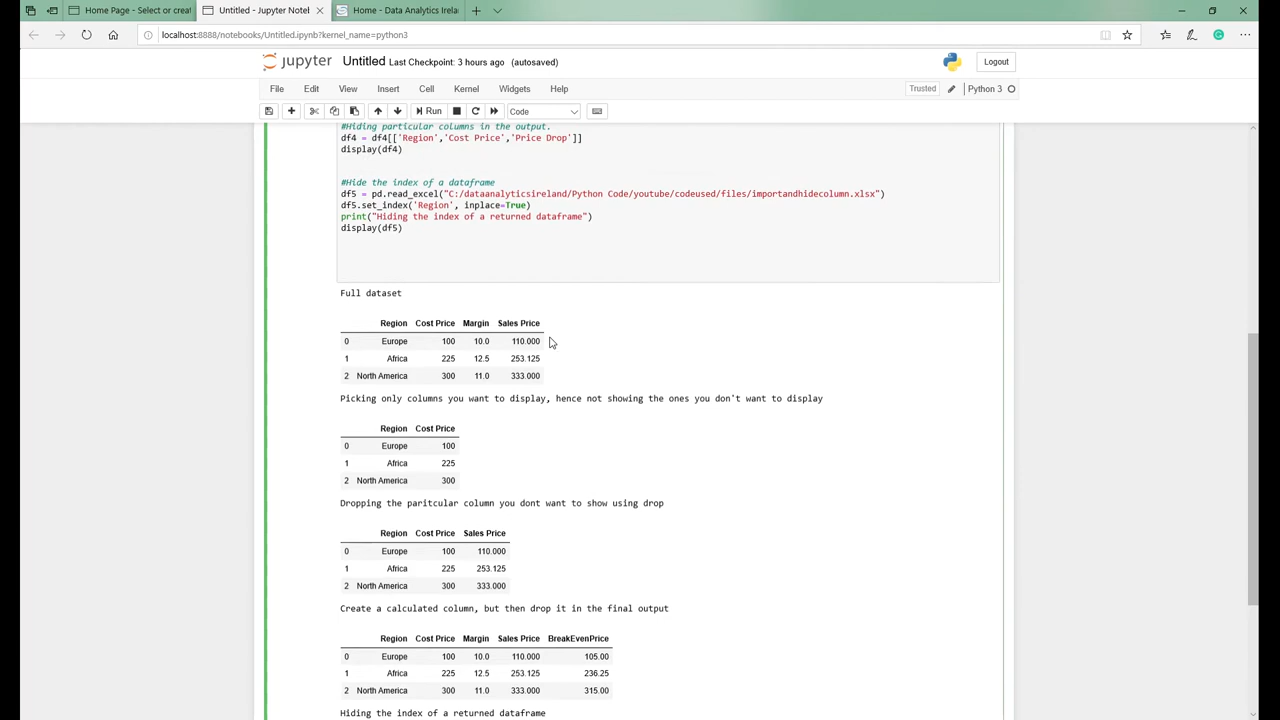 Home Page - Select or creat
Untitled - Jupyter Noteb
Home - Data Analytics Irelan
localhost:8888/notebooks/Untitled.ipynb?kernel_name=python3
jupyter Untitled Last Checkpoint: 3 hours ago (autosaved)
Logout
File Edit View Insert Cell Kernel Widgets Help
Trusted Python 3
Run Code
#Hiding particular columns in the output.
df4 = df4[['Region','Cost Price','Price Drop']]
display(df4)
#Hide the index of a dataframe
df5 = pd.read_excel("C:/dataanalyticsireland/Python Code/youtube/codeused/files/importandhidecolumn.xlsx")
df5.set_index('Region', inplace=True)
print("Hiding the index of a returned dataframe")
display(df5)
Full dataset
Region Cost Price Margin Sales Price
0 Europe 100 10.0 110.000
1 Africa 225 12.5 253.125
2 North America 300 11.0 333.000
Picking only columns you want to display, hence not showing the ones you don't want to display
Region Cost Price
0 Europe 100
1 Africa 225
2 North America 300
Dropping the paritcular column you dont want to show using drop
Region Cost Price Sales Price
0 Europe 100 110.000
1 Africa 225 253.125
2 North America 300 333.000
Create a calculated column, but then drop it in the final output
Region Cost Price Margin Sales Price BreakEvenPrice
0 Europe 100 10.0 110.000 105.00
1 Africa 225 12.5 253.125 236.25
2 North America 300 11.0 333.000 315.00
Hiding the index of a returned dataframe